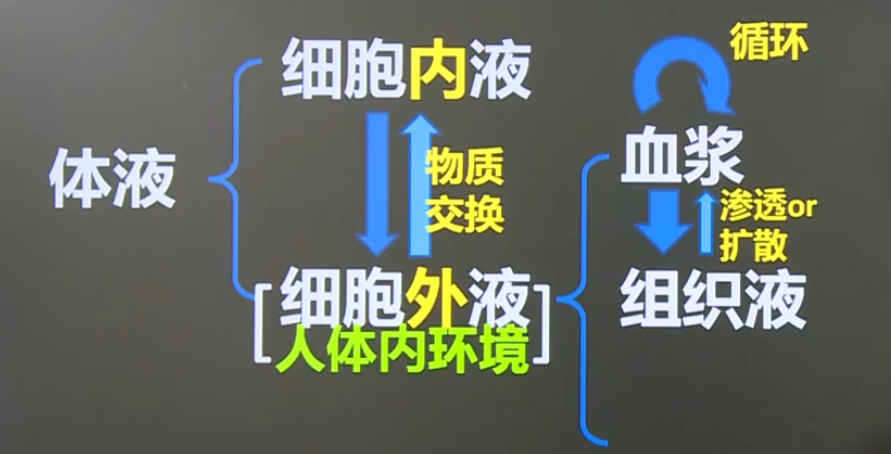 体液
细胞内液
物质
交换
[细胞外液]
人体内环境
循环
血浆
渗透or
扩散
组织液